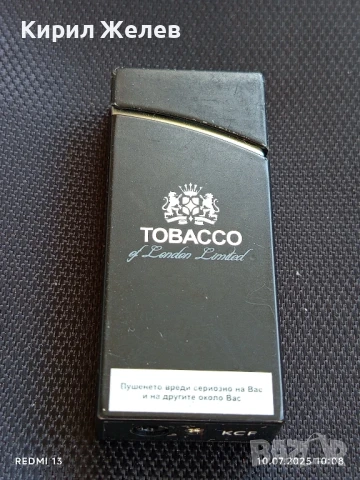 Кирил Желев
TOBACCO
of London Limited
Пушенето вреди сериозно на Вас
и на другите около Вас
KCF
REDMI 13
10.07.2025 10:08